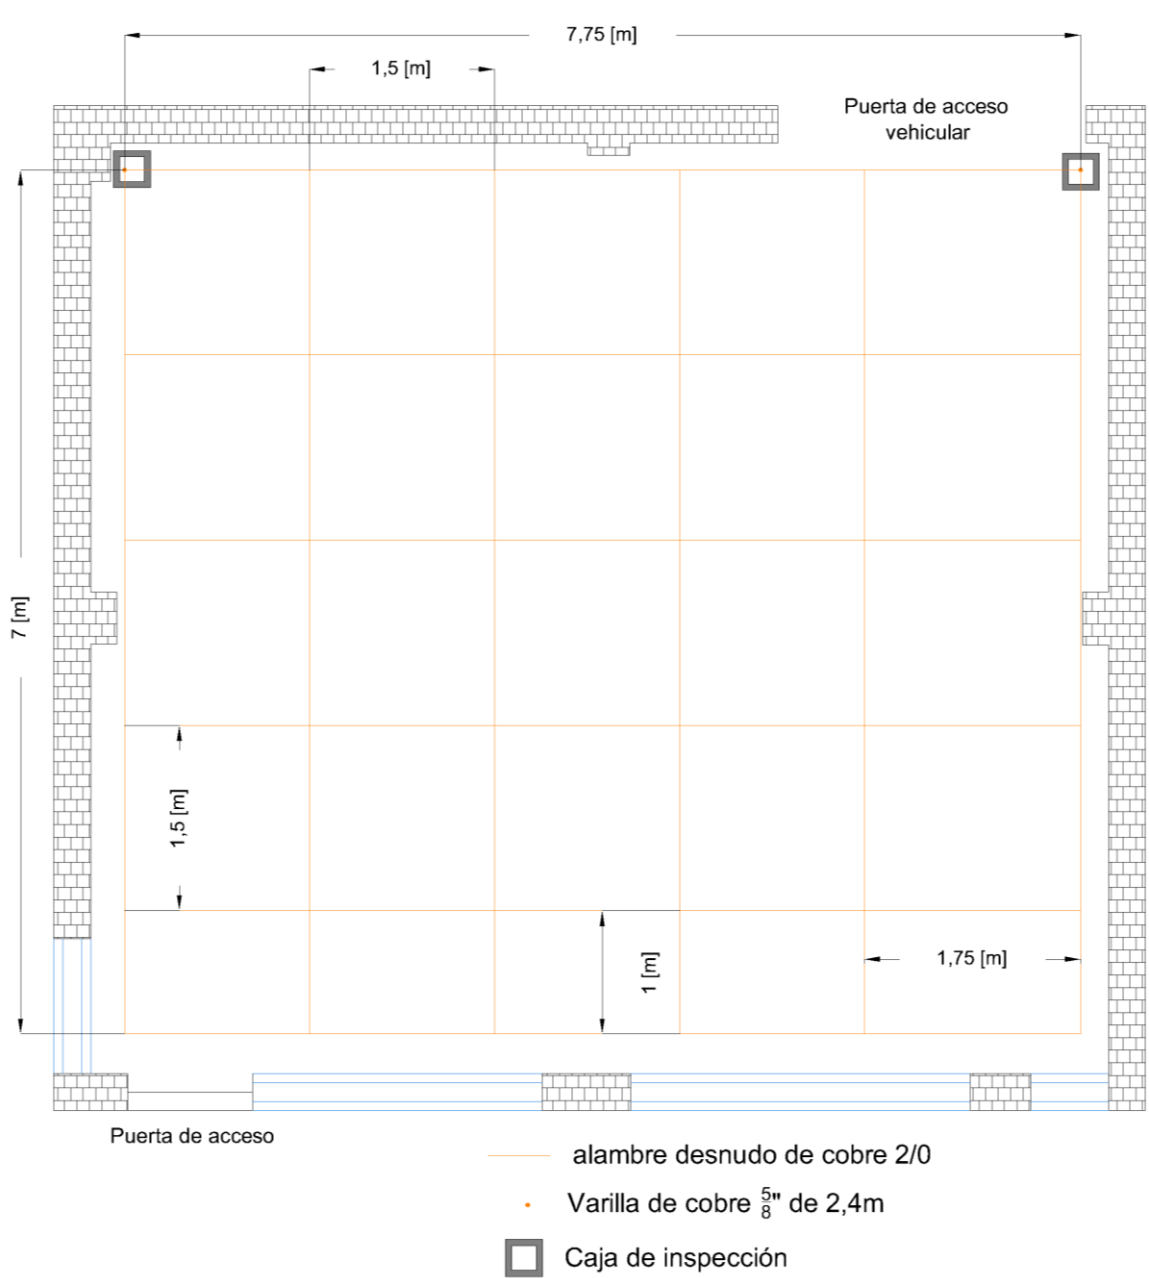 7,75 [m]
1,5 [m]
Puerta de acceso
vehicular
7 [m]
1,5 [m]
1 [m]
1,75 [m]
Puerta de acceso
alambre desnudo de cobre 2/0
Varilla de cobre 5/8" de 2,4m
Caja de inspección